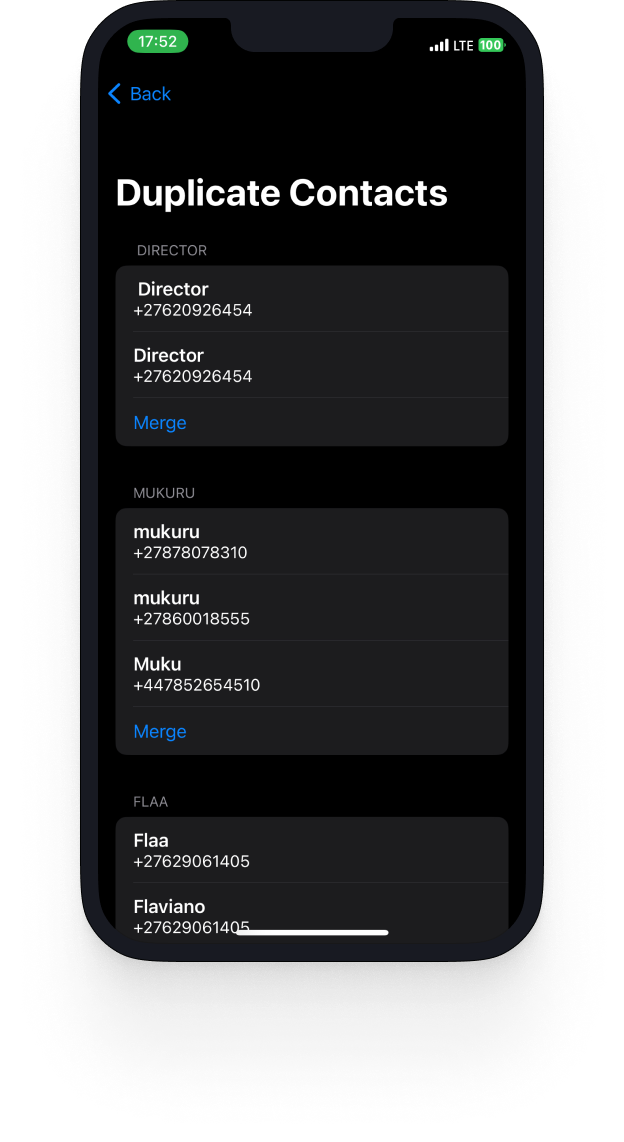 17:52 LTE 100
Back
Duplicate Contacts
DIRECTOR
Director
+27620926454
Director
+27620926454
Merge
MUKURU
mukuru
+27878078310
mukuru
+27860018555
Muku
+447852654510
Merge
FLAA
Flaa
+27629061405
Flaviano
+27629061405